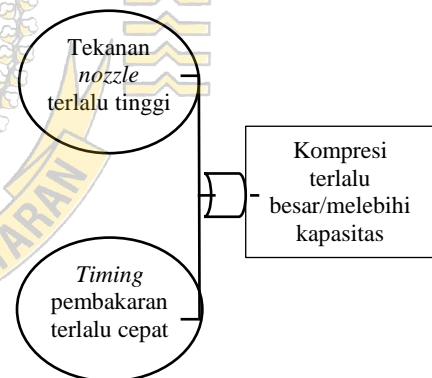 Tekanan
nozzle
terlalu tinggi
Kompresi
terlalu
besar/melebihi
kapasitas
Timing
pembakaran
terlalu cepat